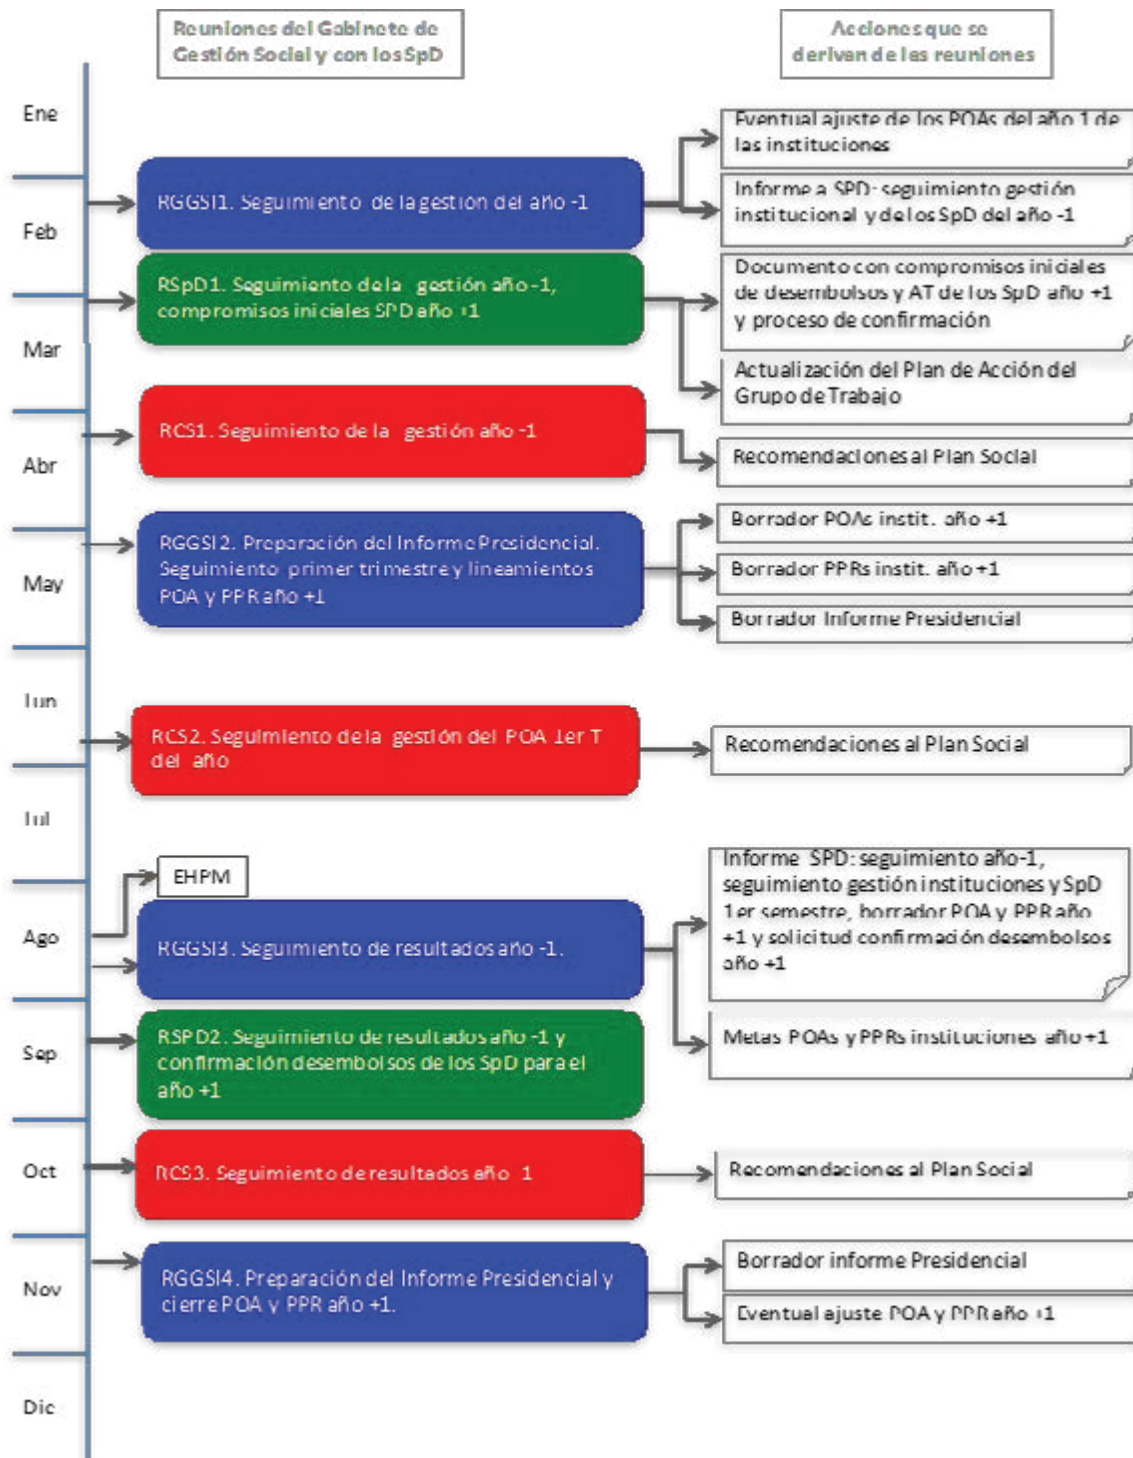 Reuniones del Gabinete de
Gestión Social y con los SpD
Acciones que se
derivan de las reuniones
Ene
Eventual ajuste de los POAs del año 1 de
las instituciones
RGGSI1. Seguimiento de la gestión del año -1
Informe a SPD: seguimiento gestión
institucional y de los SpD del año -1
Feb
RSpD1. Seguimiento de la gestión año -1,
compromisos iniciales SPD año +1
Documento con compromisos iniciales
de desembolsos y AT de los SpD año +1
y proceso de confirmación
Mar
Actualización del Plan de Acción del
Grupo de Trabajo
RCS1. Seguimiento de la gestión año -1
Recomendaciones al Plan Social
Abr
RGGSI2. Preparación del Informe Presidencial.
Seguimiento primer trimestre y lineamientos
POA y PPR año +1
Borrador POAs instit. año +1
Borrador PPRs instit. año +1
Borrador Informe Presidencial
May
Jun
RCS2. Seguimiento de la gestión del POA 1er T
del año
Recomendaciones al Plan Social
Jul
EHPM
Informe SPD: seguimiento año-1,
seguimiento gestión instituciones y SpD
1er semestre, borrador POA y PPR año
+1 y solicitud confirmación desembolsos
año +1
Ago
RGGSI3. Seguimiento de resultados año -1.
Sep
RSPD2. Seguimiento de resultados año -1 y
confirmación desembolsos de los SpD para el
año +1
Metas POAs y PPRs instituciones año +1
Oct
RCS3. Seguimiento de resultados año 1
Recomendaciones al Plan Social
Nov
RGGSI4. Preparación del Informe Presidencial y
cierre POA y PPR año +1.
Borrador informe Presidencial
Eventual ajuste POA y PPR año +1
Dic